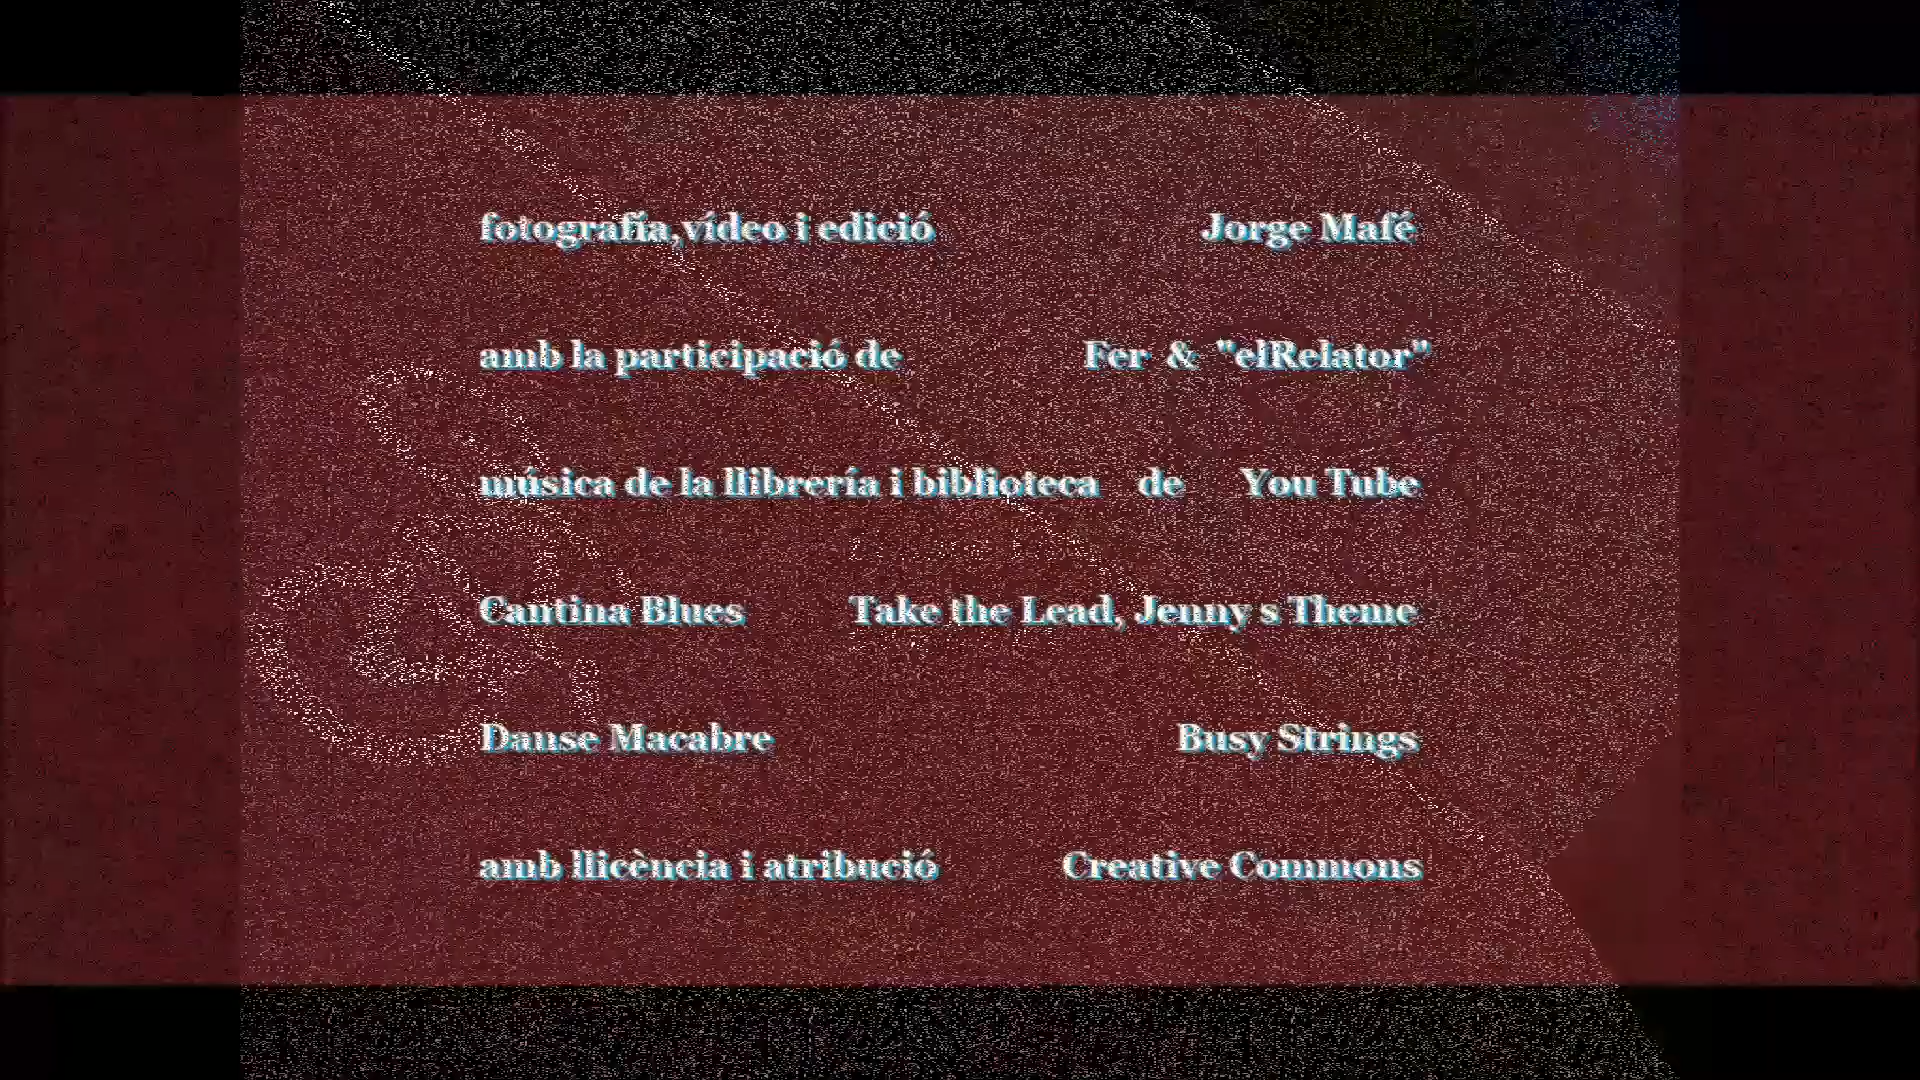 fotografía,vídeo i edició Jorge Mafé
amb la participació de Fer & "elRelator"
música de la llibrería i biblioteca de You Tube
Cantina Blues Take the Lead, Jenny s Theme
Danse Macabre Busy Strings
amb llicència i atribució Creative Commons